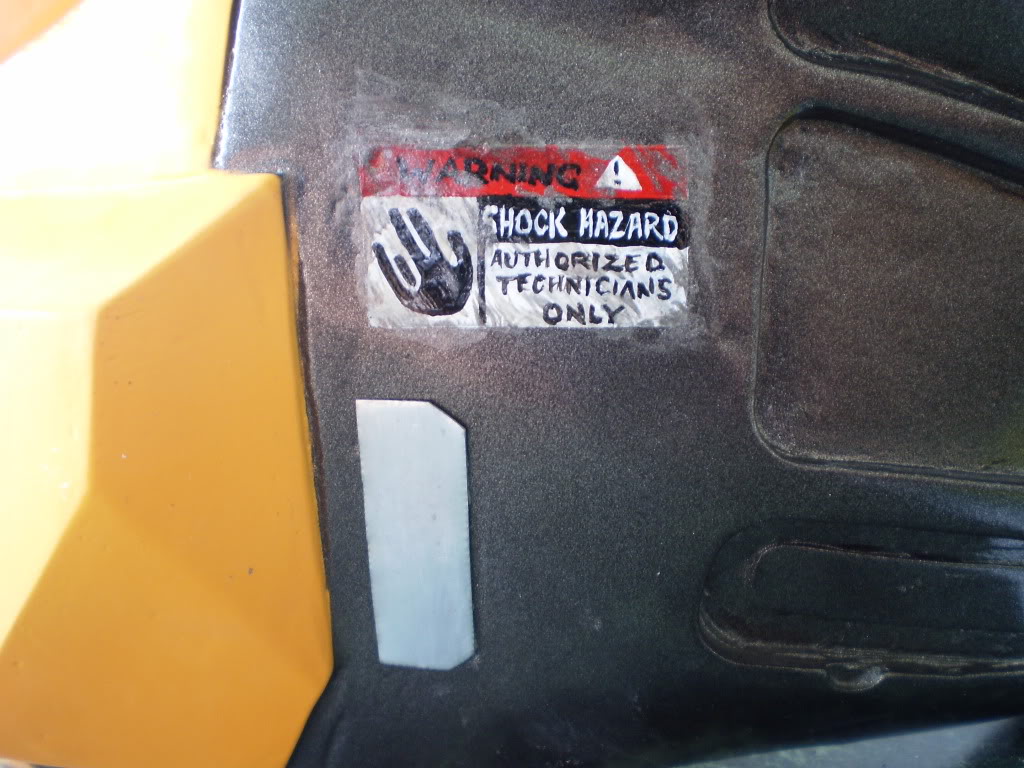 WARNING !
SHOCK HAZARD
AUTHORIZED
TECHNICIANS
ONLY